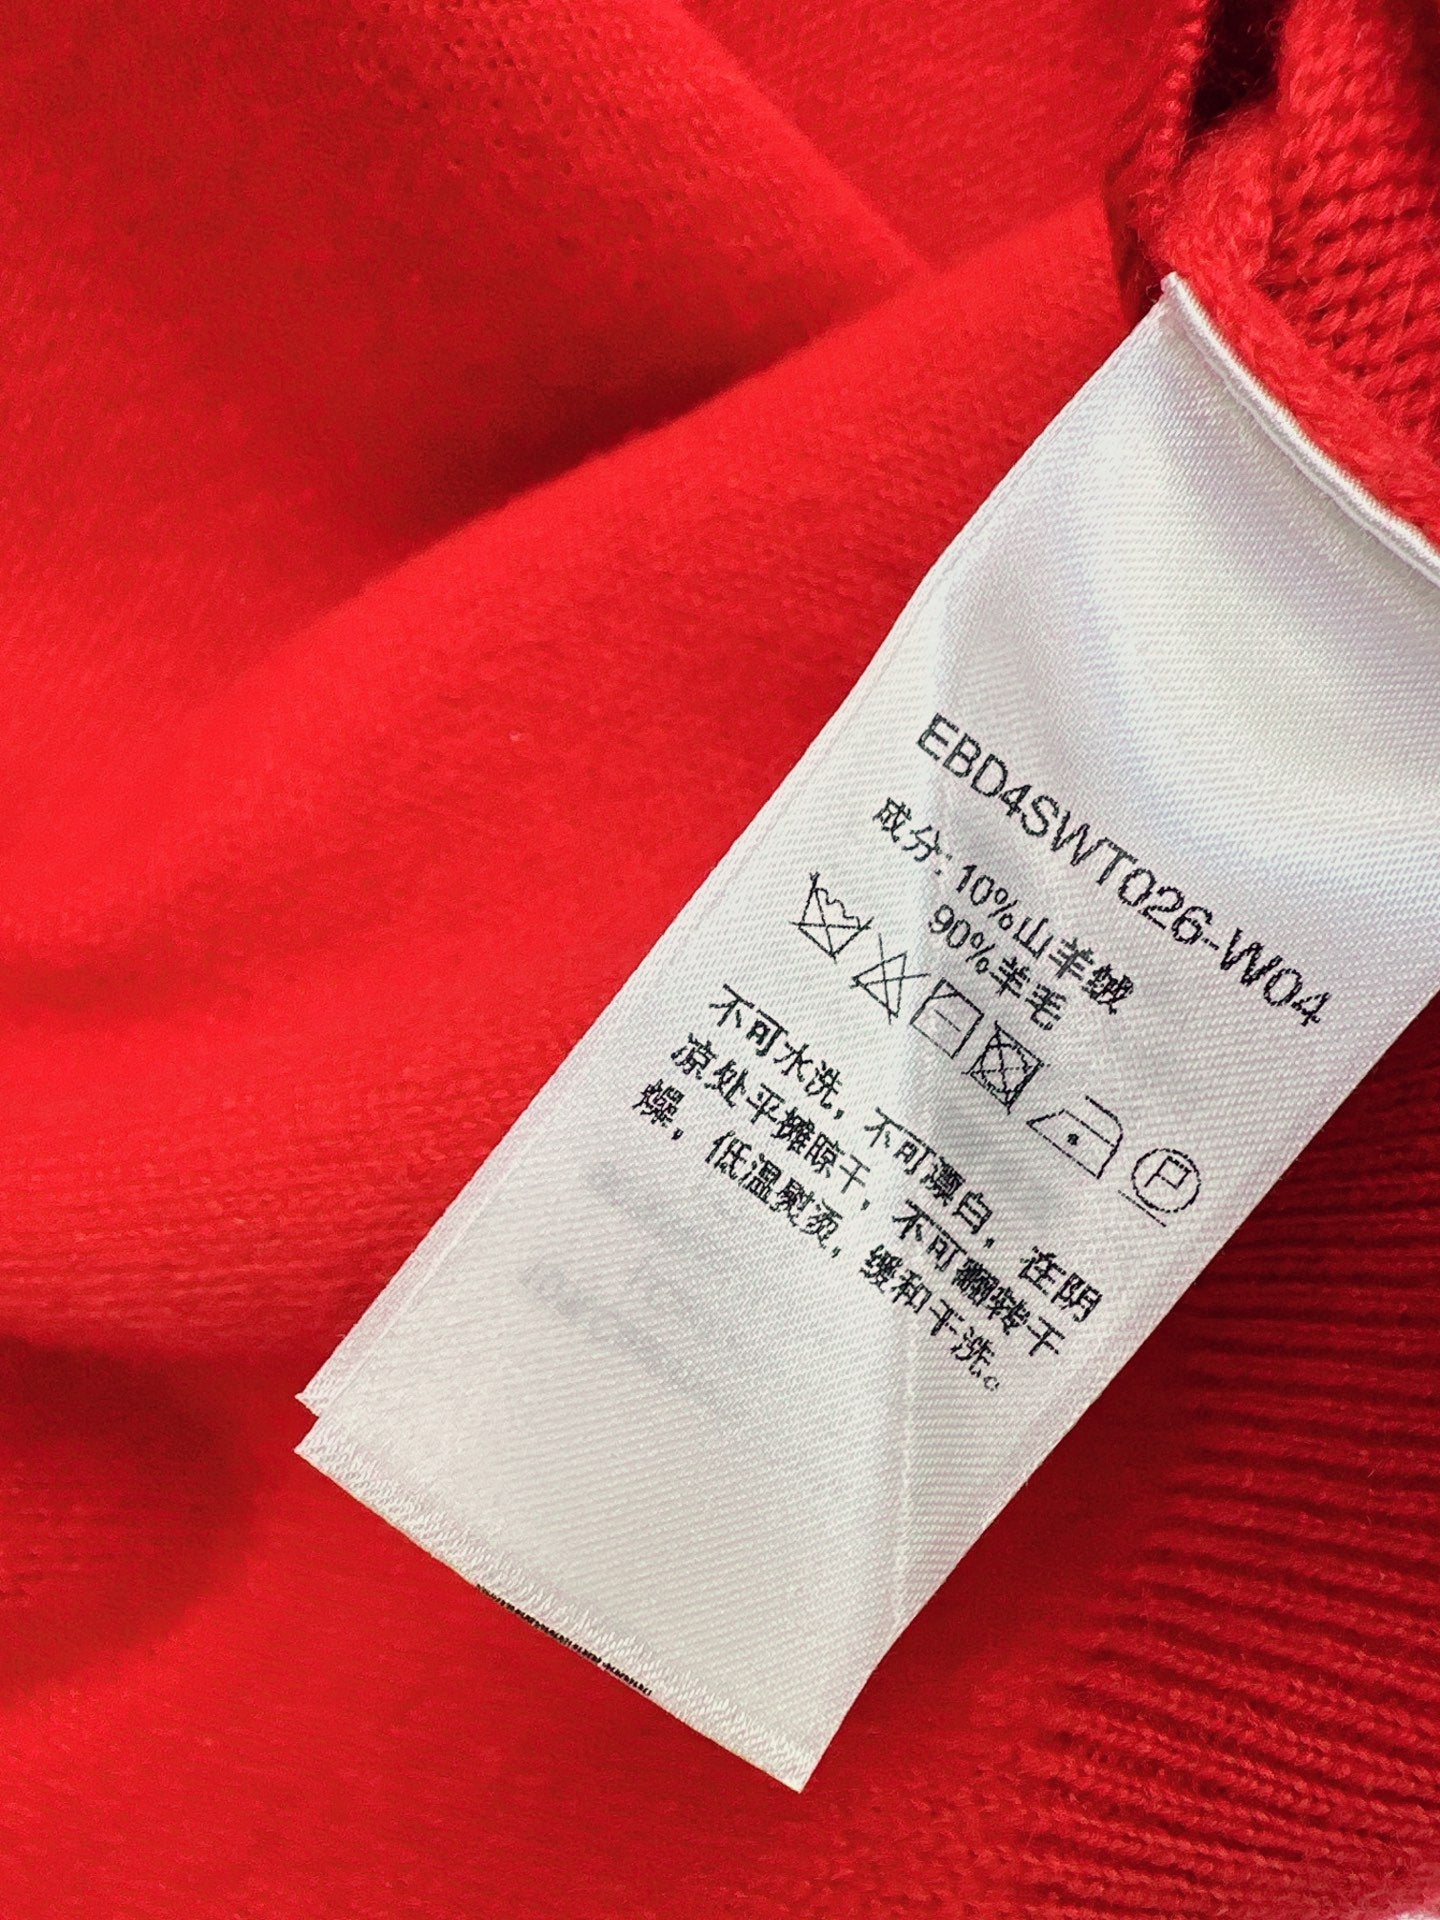 EBD4SWT026-W04
成分: 10%山羊绒
90%羊毛
P
不可水洗，不可漂白，在阴
凉处平摊晾干，不可翻转干
燥，低温熨烫，缓和干洗。